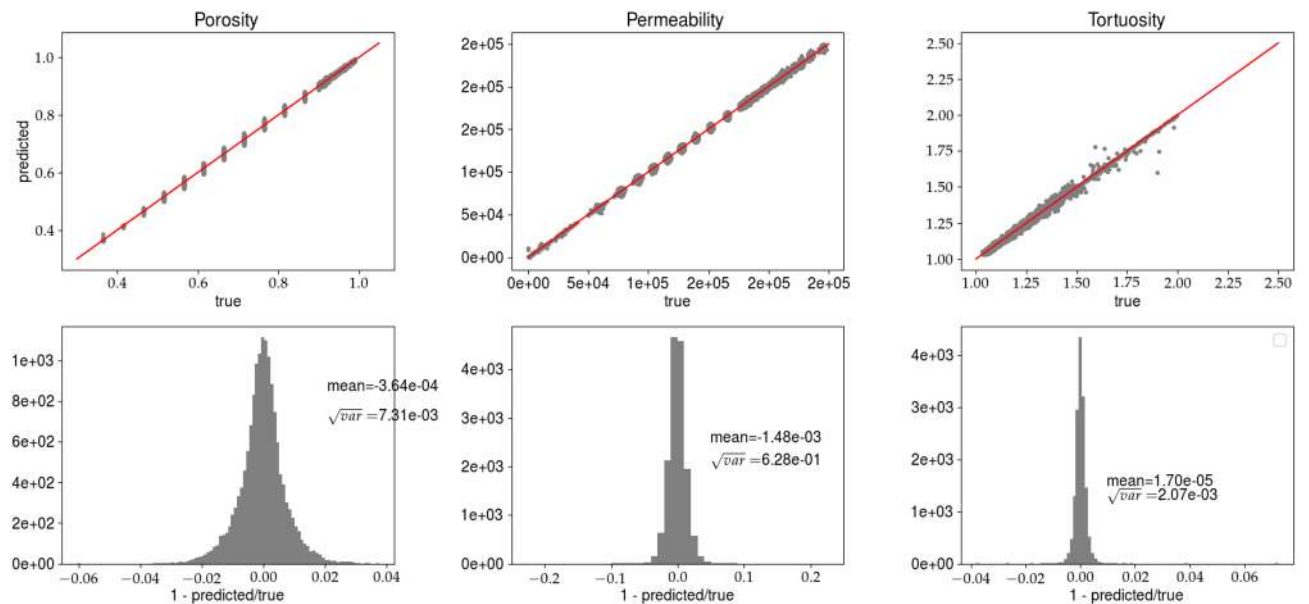 Porosity
1.0
0.8
0.6
0.4
predicted
0.4
0.6
0.8
1.0
true
Permeability
2e+05
2e+05
2e+05
1e+05
5e+04
0e+00
0e+00
5e+04
1e+05
2e+05
2e+05
2e+05
true
Tortuosity
2.50
2.25
2.00
1.75
1.50
1.25
1.00
1.00
1.25
1.50
1.75
2.00
2.25
2.50
true
1e+03
8e+02
6e+02
4e+02
2e+02
0e+00
mean=-3.64e-04
√var =7.31e-03
−0.06
−0.04
−0.02
0.00
0.02
0.04
1 - predicted/true
4e+03
3e+03
2e+03
1e+03
0e+00
mean=-1.48e-03
√var =6.28e-01
−0.2
−0.1
0.0
0.1
0.2
1 - predicted/true
4e+03
3e+03
2e+03
1e+03
0e+00
mean=1.70e-05
√var =2.07e-03
−0.04
−0.02
0.00
0.02
0.04
0.06
1 - predicted/true